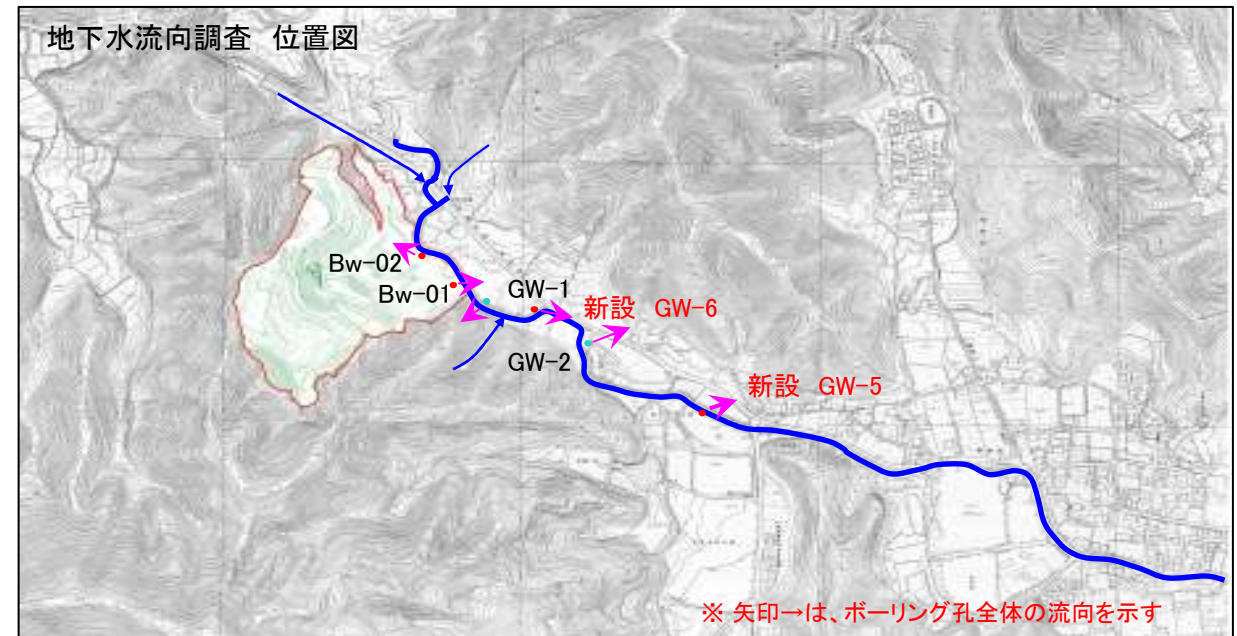 地下水流向調査 位置図
Bw-02
Bw-01
GW-1
新設 GW-6
GW-2
新設 GW-5
※ 矢印→は、ボーリング孔全体の流向を示す